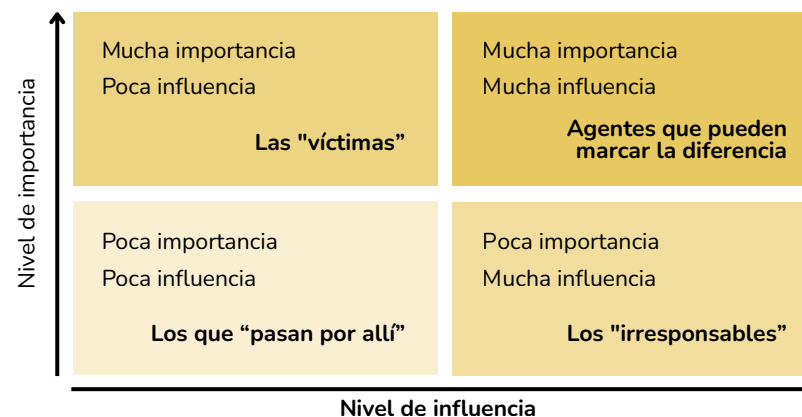 Nivel de importancia
Mucha importancia
Poca influencia
Las "víctimas”
Mucha importancia
Mucha influencia
Agentes que pueden
marcar la diferencia
Poca importancia
Poca influencia
Los que “pasan por allí”
Poca importancia
Mucha influencia
Los "irresponsables”
Nivel de influencia